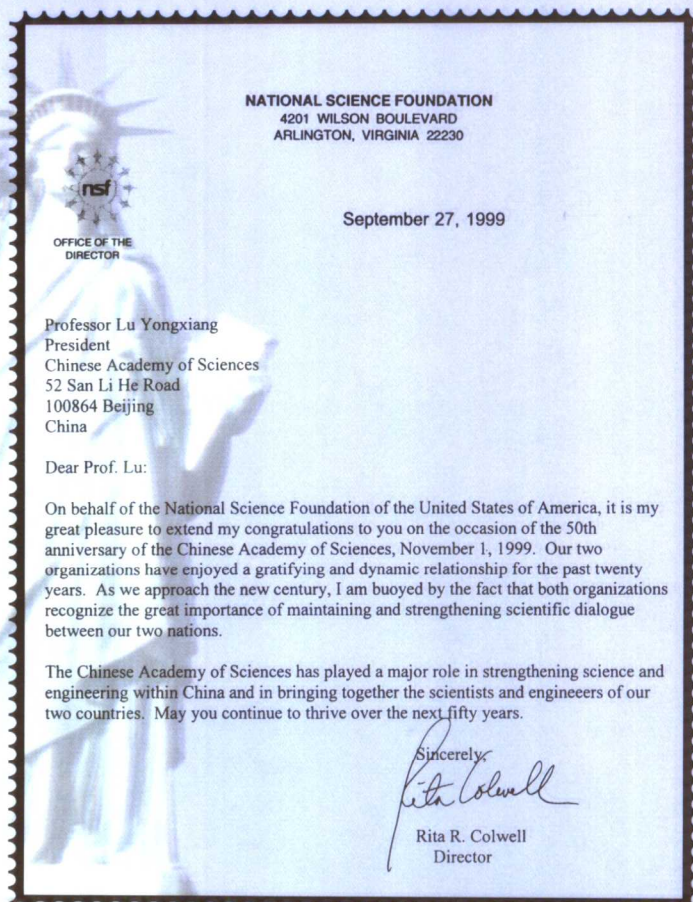 NATIONAL SCIENCE FOUNDATION
4201 WILSON BOULEVARD
ARLINGTON, VIRGINIA 22230
nsf
OFFICE OF THE
DIRECTOR
September 27, 1999
Professor Lu Yongxiang
President
Chinese Academy of Sciences
52 San Li He Road
100864 Beijing
China
Dear Prof. Lu:
On behalf of the National Science Foundation of the United States of America, it is my
great pleasure to extend my congratulations to you on the occasion of the 50th
anniversary of the Chinese Academy of Sciences, November 1, 1999. Our two
organizations have enjoyed a gratifying and dynamic relationship for the past twenty
years. As we approach the new century, I am buoyed by the fact that both organizations
recognize the great importance of maintaining and strengthening scientific dialogue
between our two nations.
The Chinese Academy of Sciences has played a major role in strengthening science and
engineering within China and in bringing together the scientists and engineeers of our
two countries. May you continue to thrive over the next fifty years.
Sincerely,
Rita Colwell
Rita R. Colwell
Director